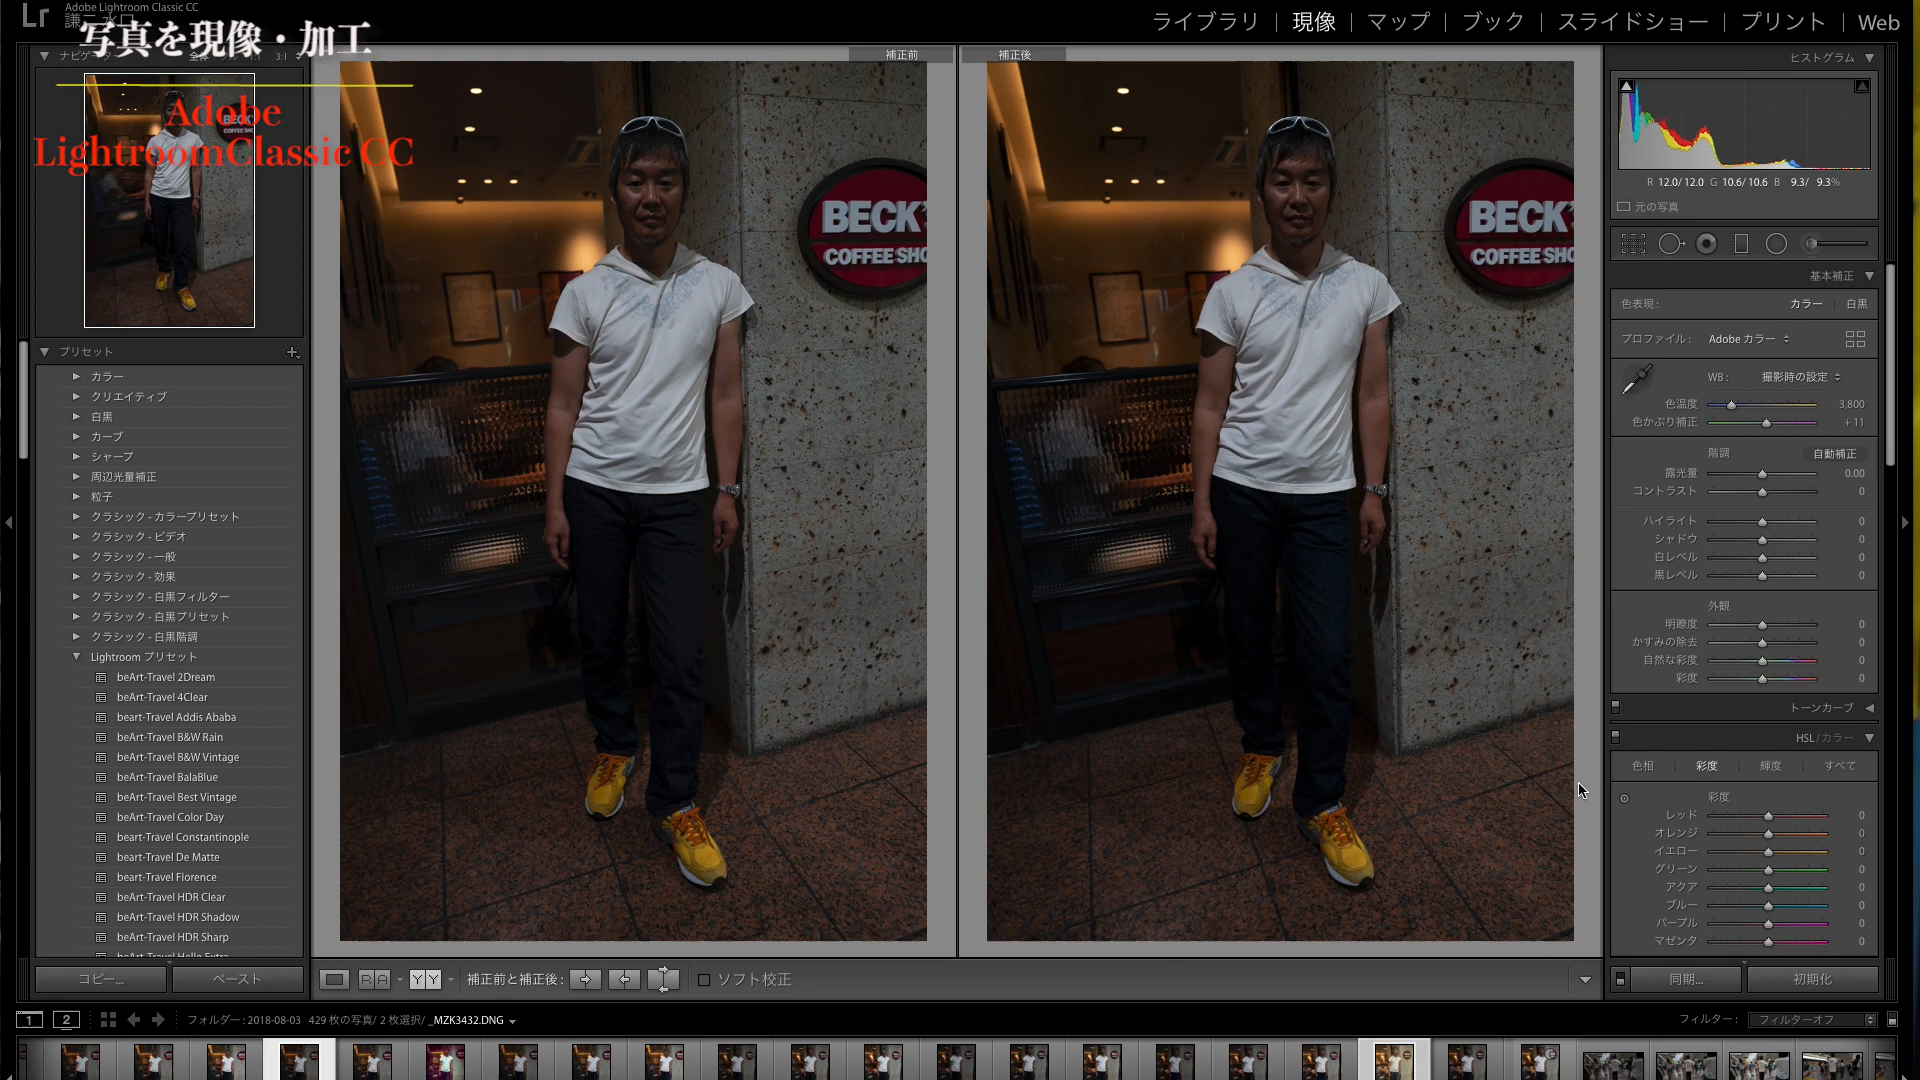 Adobe Lightroom Classic CC
写真を現像・加工
Adobe
LightroomClassic CC
ライブラリ | 現像 | マップ | ブック | スライドショー | プリント | Web
全体
3:1
補正前
補正後
BECK'
COFFEE SHO
BECK'
COFFEE SHO
プリセット
カラー
クリエイティブ
白黒
カーブ
シャープ
周辺光量補正
粒子
クラシック - カラープリセット
クラシック - ビデオ
クラシック - 一般
クラシック - 効果
クラシック - 白黒フィルター
クラシック - 白黒プリセット
クラシック - 白黒階調
Lightroom プリセット
beArt-Travel 2Dream
beArt-Travel 4Clear
beart-Travel Addis Ababa
beArt-Travel B&W Rain
beArt-Travel B&W Vintage
beArt-Travel BalaBlue
beArt-Travel Best Vintage
beArt-Travel Color Day
beart-Travel Constantinople
beart-Travel De Matte
beart-Travel Florence
beArt-Travel HDR Clear
beArt-Travel HDR Shadow
beArt-Travel HDR Sharp
beArt-Travel Hello Extra
コピー...
ペースト
RA
YY
補正前と補正後 :
ソフト校正
ヒストグラム
R 12.0/ 12.0 G 10.6/ 10.6 B 9.3/ 9.3%
元の写真
基本補正
色表現 : カラー 白黒
プロファイル : Adobe カラー
WB : 撮影時の設定
色温度 3,800
色かぶり補正 + 11
階調 自動補正
露光量 0.00
コントラスト 0
ハイライト 0
シャドウ 0
白レベル 0
黒レベル 0
外観
明瞭度 0
かすみの除去 0
自然な彩度 0
彩度 0
トーンカーブ
HSL / カラー
色相 彩度 輝度 すべて
彩度
レッド 0
オレンジ 0
イエロー 0
グリーン 0
アクア 0
ブルー 0
パープル 0
マゼンタ 0
同期...
初期化
1 2
フォルダー : 2018-08-03 429 枚の写真/ 2 枚選択/ _MZK3432.DNG
フィルター : フィルターオフ